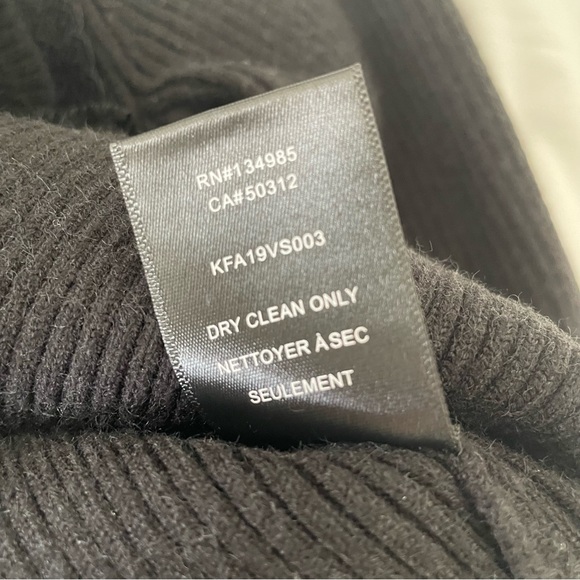 RN#134985
CA#50312
KFA19VS003
DRY CLEAN ONLY
NETTOYER À SEC
SEULEMENT